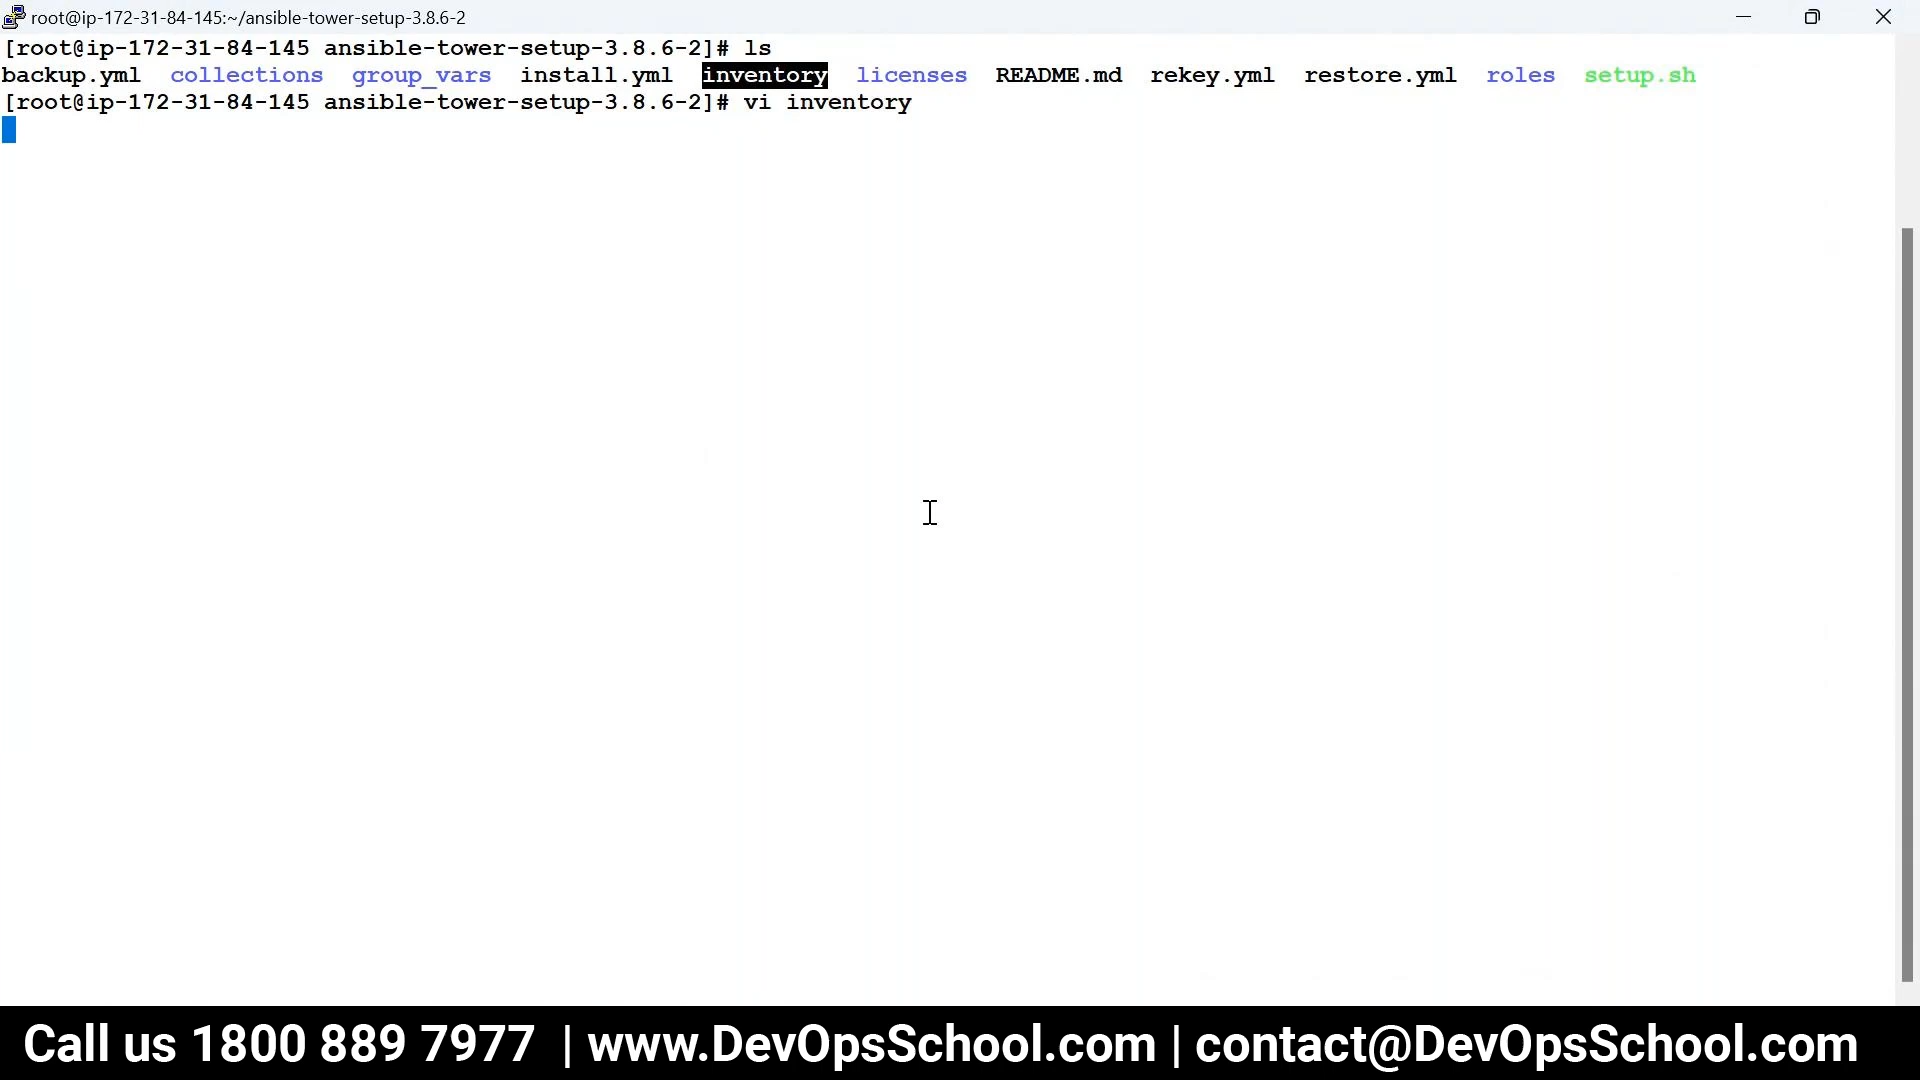 root@ip-172-31-84-145:~/ansible-tower-setup-3.8.6-2
[root@ip-172-31-84-145 ansible-tower-setup-3.8.6-2]# ls
backup.yml  collections  group_vars  install.yml  inventory  licenses  README.md  rekey.yml  restore.yml  roles  setup.sh
[root@ip-172-31-84-145 ansible-tower-setup-3.8.6-2]# vi inventory
Call us 1800 889 7977 | www.DevOpsSchool.com | contact@DevOpsSchool.com